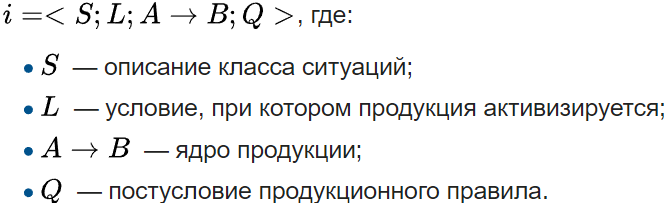 i =< S; L; A → B; Q >, где:
• S — описание класса ситуаций;
• L — условие, при котором продукция активизируется;
• A → B — ядро продукции;
• Q — постусловие продукционного правила.